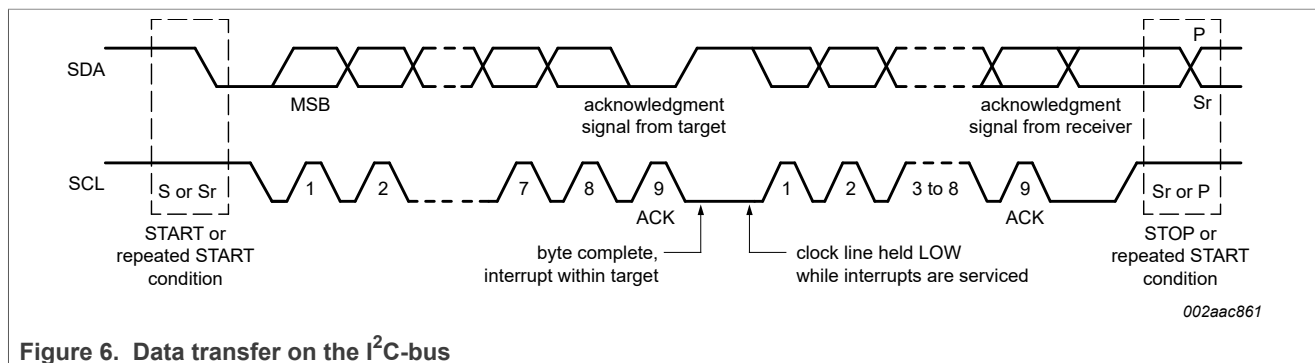 SDA
MSB
acknowledgment
signal from target
acknowledgment
signal from receiver
P
Sr
SCL
S or Sr
1
2
7
8
9
1
2
3 to 8
9
Sr or P
ACK
ACK
START or
repeated START
condition
byte complete,
interrupt within target
clock line held LOW
while interrupts are serviced
STOP or
repeated START
condition
002aac861
Figure 6. Data transfer on the I²C-bus